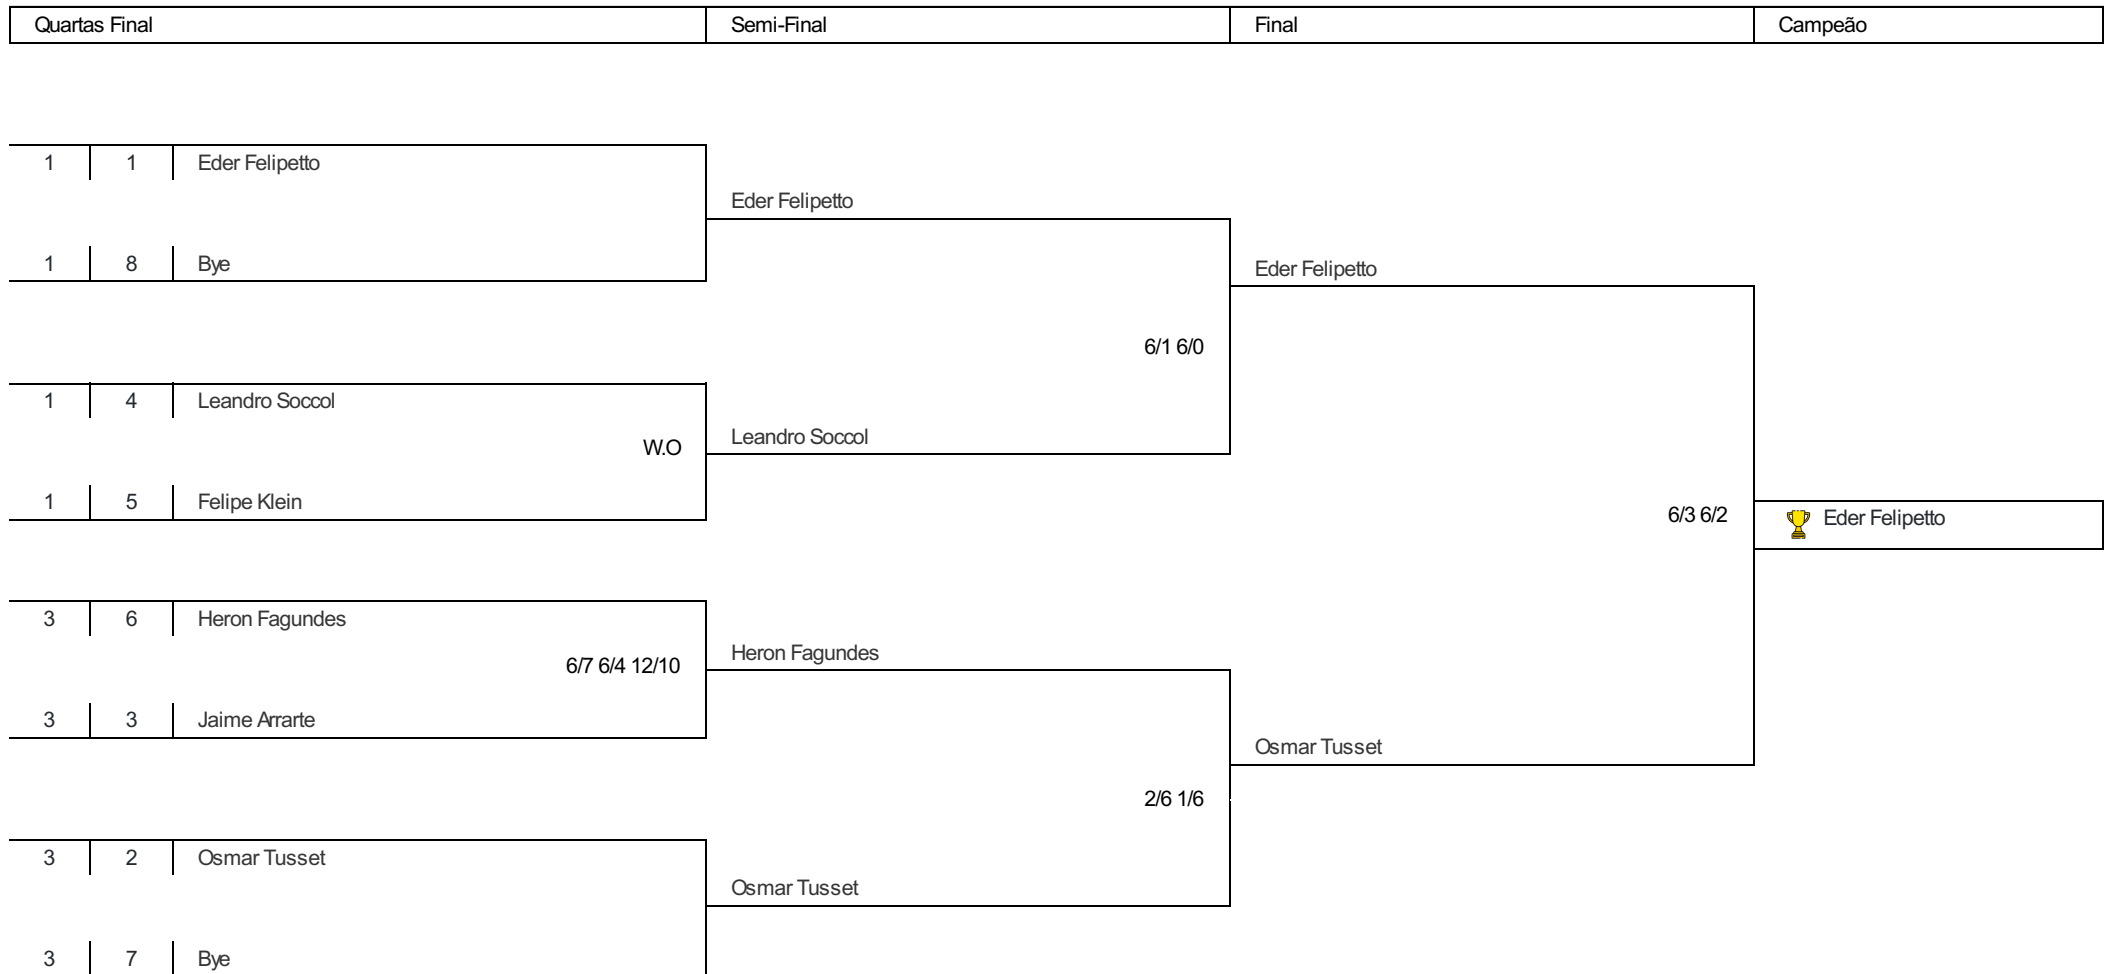 Quartas Final Semi-Final Final Campeão
1 1 Eder Felipetto
Eder Felipetto
1 8 Bye
Eder Felipetto
6/1 6/0
1 4 Leandro Soccol
W.O
Leandro Soccol
1 5 Felipe Klein
6/3 6/2
Eder Felipetto
3 6 Heron Fagundes
6/7 6/4 12/10
Heron Fagundes
3 3 Jaime Arrarte
Osmar Tusset
2/6 1/6
3 2 Osmar Tusset
Osmar Tusset
3 7 Bye